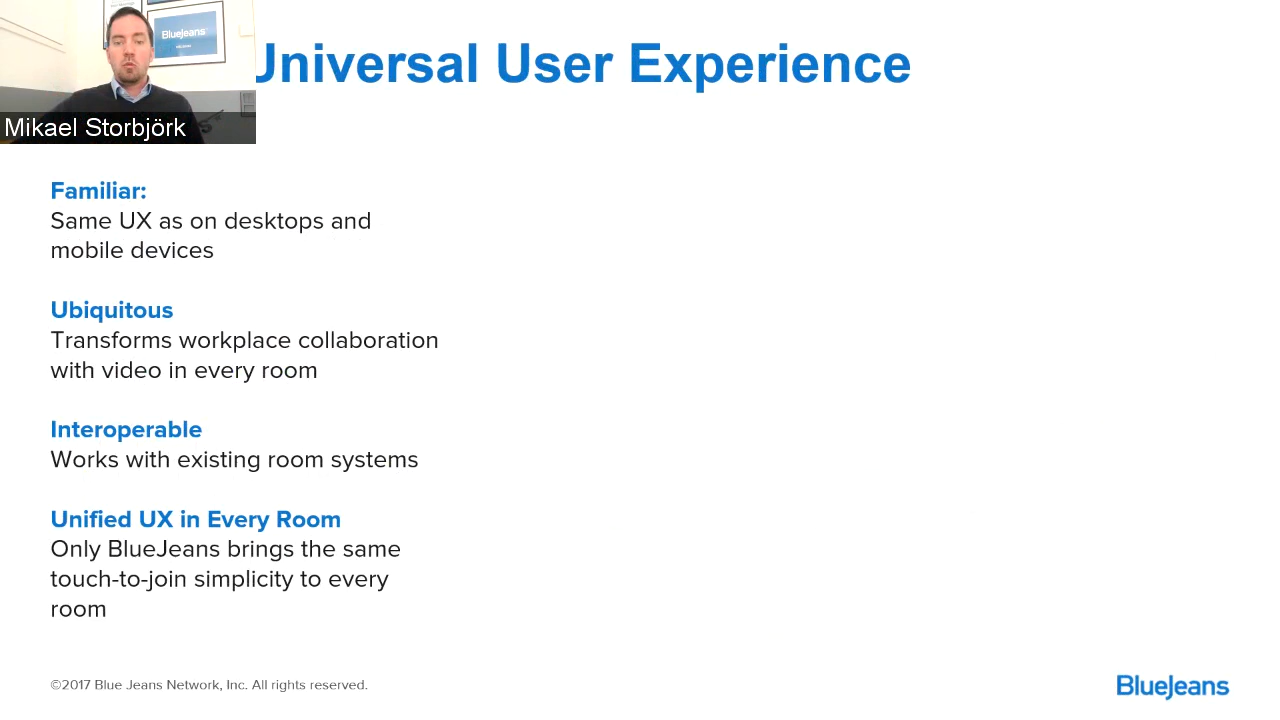 BlueJeans
Universal User Experience
Mikael Storbjörk
Familiar:
Same UX as on desktops and
mobile devices
Ubiquitous
Transforms workplace collaboration
with video in every room
Interoperable
Works with existing room systems
Unified UX in Every Room
Only BlueJeans brings the same
touch-to-join simplicity to every
room
©2017 Blue Jeans Network, Inc. All rights reserved.
BlueJeans